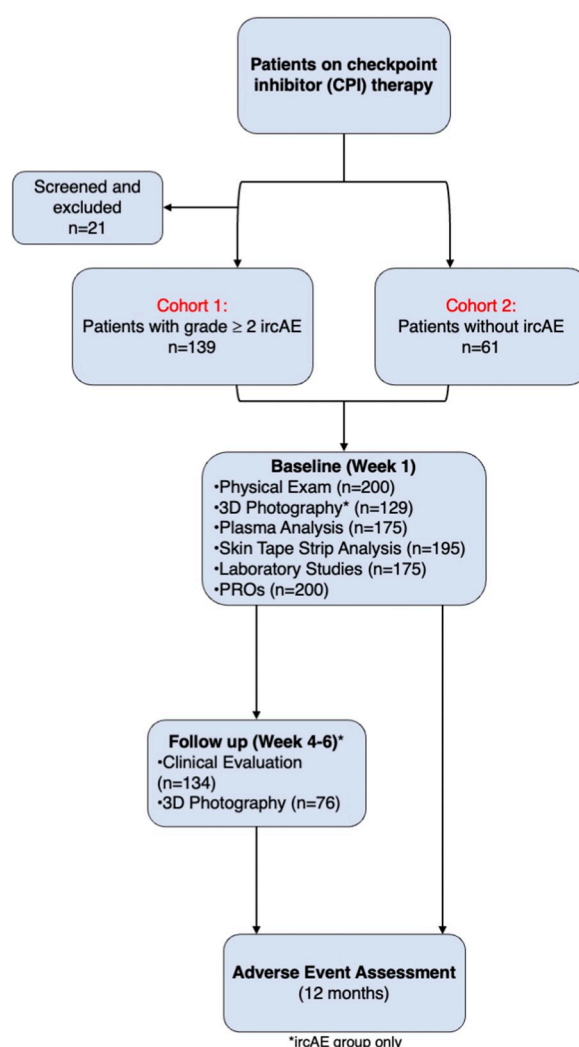 Patients on checkpoint
inhibitor (CPI) therapy
Screened and
excluded
n=21
Cohort 1:
Patients with grade ≥ 2 ircAE
n=139
Cohort 2:
Patients without ircAE
n=61
Baseline (Week 1)
•Physical Exam (n=200)
•3D Photography* (n=129)
•Plasma Analysis (n=175)
•Skin Tape Strip Analysis (n=195)
•Laboratory Studies (n=175)
•PROs (n=200)
Follow up (Week 4-6)*
•Clinical Evaluation
(n=134)
•3D Photography (n=76)
Adverse Event Assessment
(12 months)
*ircAE group only